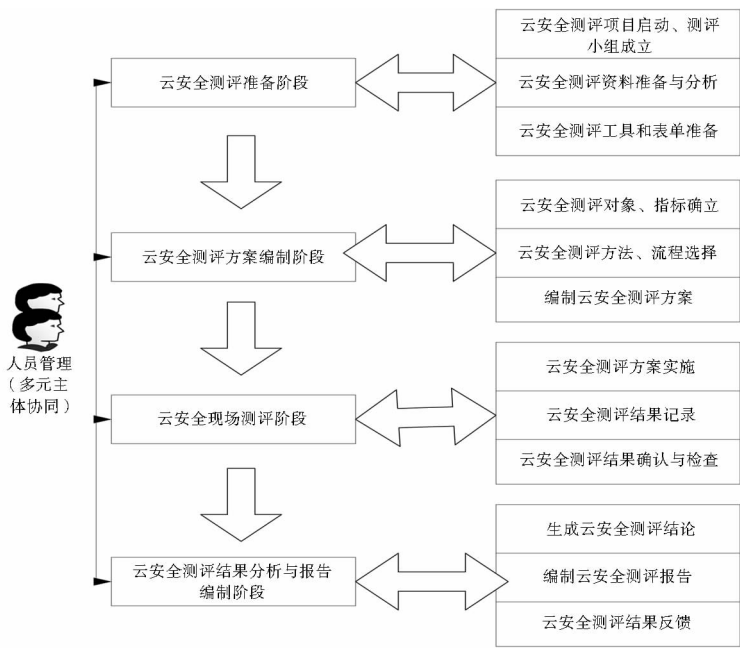 云安全测评项目启动、测评
小组成立
云安全测评准备阶段
云安全测评资料准备与分析
云安全测评工具和表单准备
云安全测评对象、指标确立
云安全测评方案编制阶段
云安全测评方法、流程选择
编制云安全测评方案
人员管理
（多元主
体协同）
云安全测评方案实施
云安全现场测评阶段
云安全测评结果记录
云安全测评结果确认与检查
生成云安全测评结论
云安全测评结果分析与报告
编制阶段
编制云安全测评报告
云安全测评结果反馈